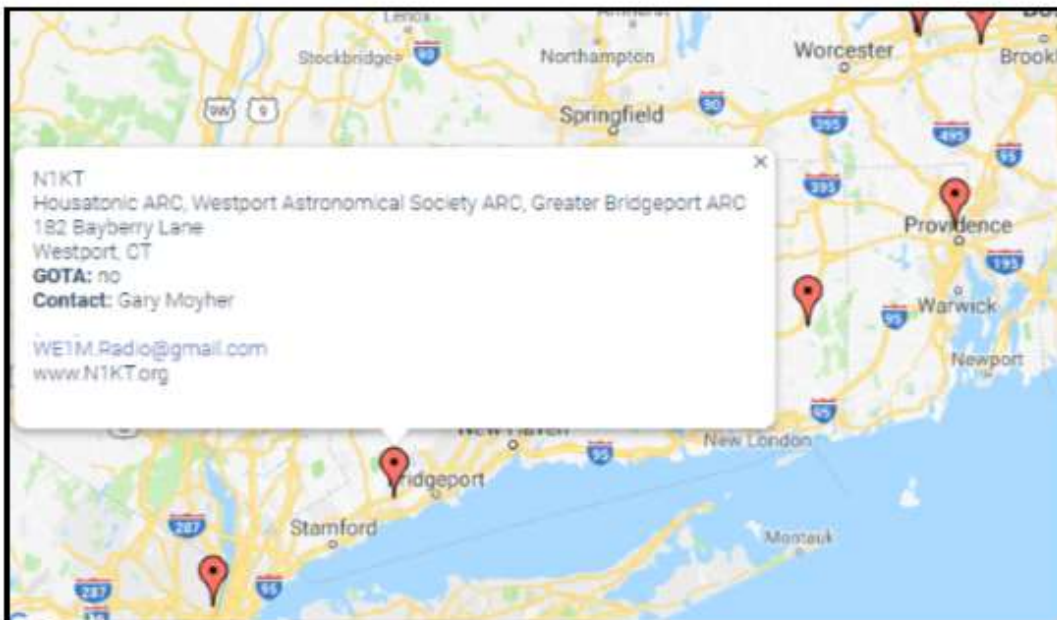 Lenox
90
Stockbridge
Northampton
Worcester
Brookl
9W 9
Springfield
90
395
495
95
395
N1KT
Housatonic ARC, Westport Astronomical Society ARC, Greater Bridgeport ARC
182 Bayberry Lane
Westport, CT
GOTA: no
Contact: Gary Moyher
WE1M.Radio@gmail.com
www.N1KT.org
Providence
195
Warwick
95
Newport
95
New Haven
95
New London
Bridgeport
287
Stamford
Montauk
287
95